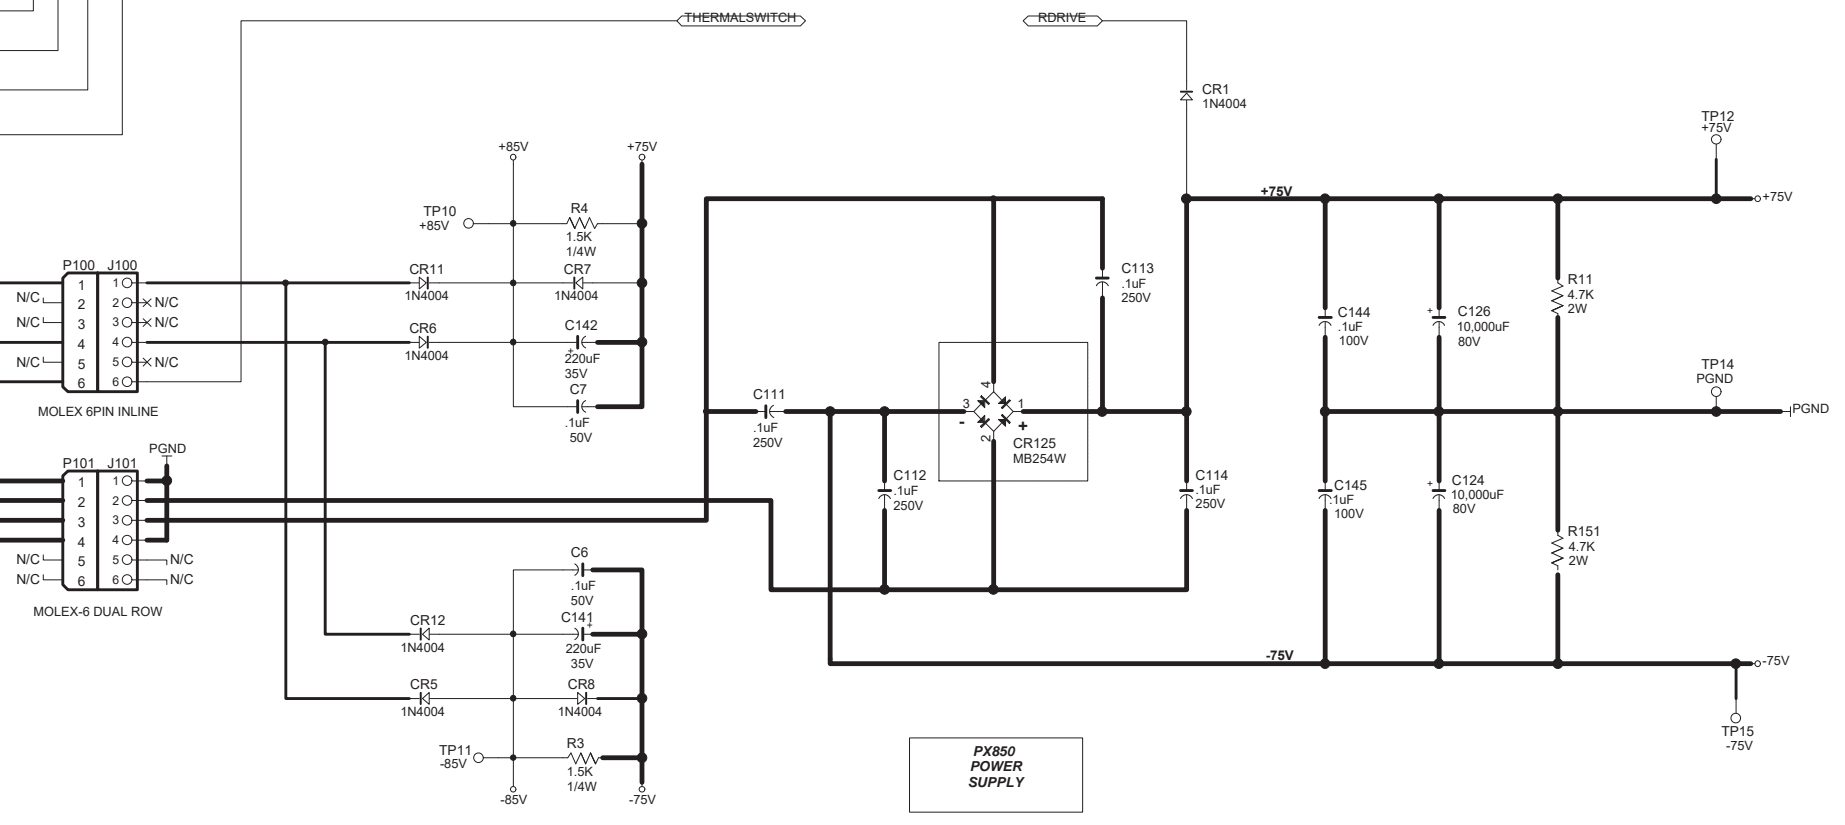 THERMALSWITCH
RDRIVE
CR1
1N4004
TP12
+75V
+85V
+75V
+75V
+75V
TP10
+85V
R4
1.5K
1/4W
P100
J100
1
1
CR11
1N4004
CR7
1N4004
C113
.1uF
250V
R11
4.7K
2W
N/C
2
2
N/C
N/C
3
3
N/C
4
4
CR6
1N4004
C142
+
220uF
35V
C144
.1uF
100V
+
C126
10,000uF
80V
N/C
5
5
N/C
6
6
MOLEX 6PIN INLINE
C7
.1uF
50V
C111
.1uF
250V
4
3
1
-
+
2
CR125
MB254W
TP14
PGND
PGND
PGND
P101
J101
1
1
2
2
3
3
4
4
N/C
5
5
N/C
N/C
6
6
N/C
MOLEX-6 DUAL ROW
C112
.1uF
250V
C114
.1uF
250V
C145
.1uF
100V
+
C124
10,000uF
80V
R151
4.7K
2W
C6
.1uF
50V
CR12
1N4004
C141
+
220uF
35V
-75V
-75V
CR5
1N4004
CR8
1N4004
TP11
-85V
R3
1.5K
1/4W
-85V
-75V
TP15
-75V
PX850
POWER
SUPPLY